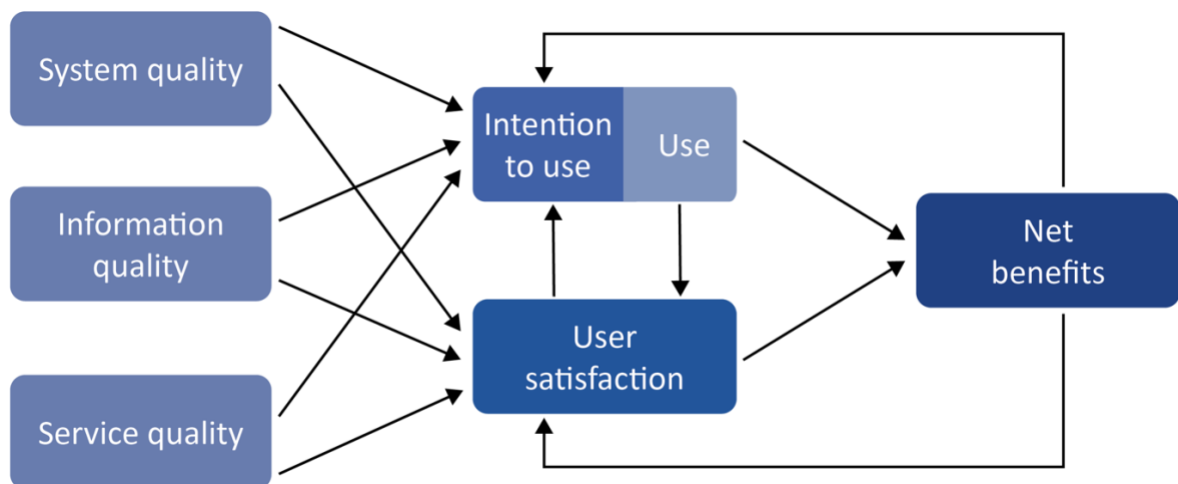 System quality
Information
quality
Service quality
Intention
to use
Use
User
satisfaction
Net
benefits